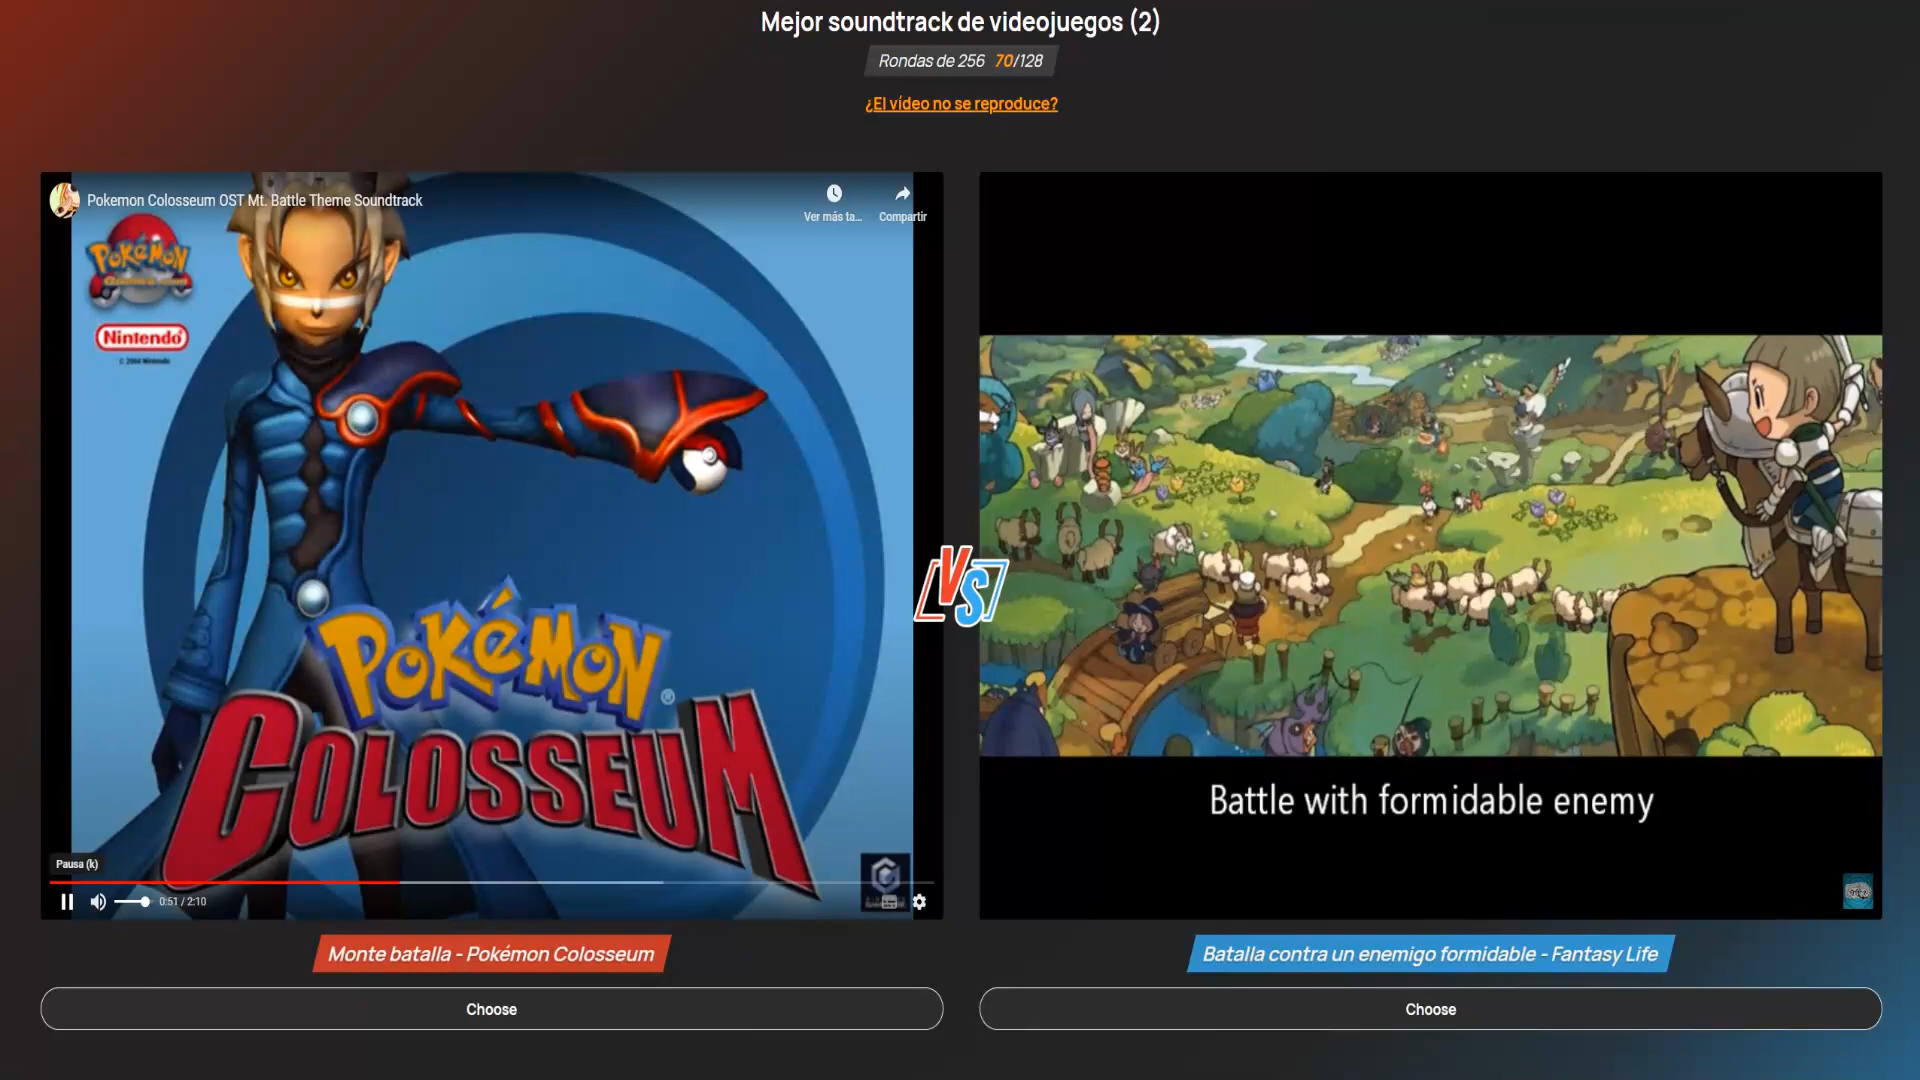 Mejor soundtrack de videojuegos (2)
Rondas de 256 70/128
¿El vídeo no se reproduce?
Pokemon Colosseum OST Mt. Battle Theme Soundtrack
Ver más ta...
Compartir
POKéMON
Nintendo
© 2004 Nintendo
VS
POKéMON®
COLOSSEUM
Battle with formidable enemy
Pausa (k)
0:51 / 2:10
Monte batalla - Pokémon Colosseum
Batalla contra un enemigo formidable - Fantasy Life
Choose
Choose